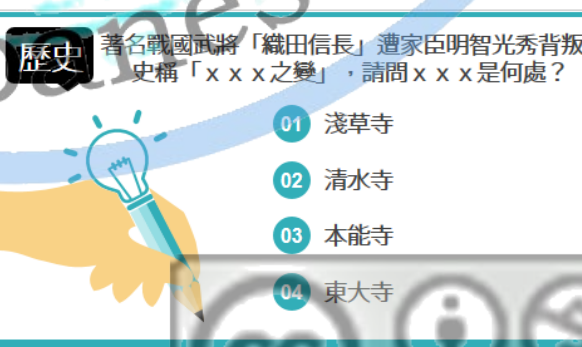 歷史
著名戰國武將「織田信長」遭家臣明智光秀背叛
史稱「ｘｘｘ之變」，請問ｘｘｘ是何處？
01 淺草寺
02 清水寺
03 本能寺
04 東大寺